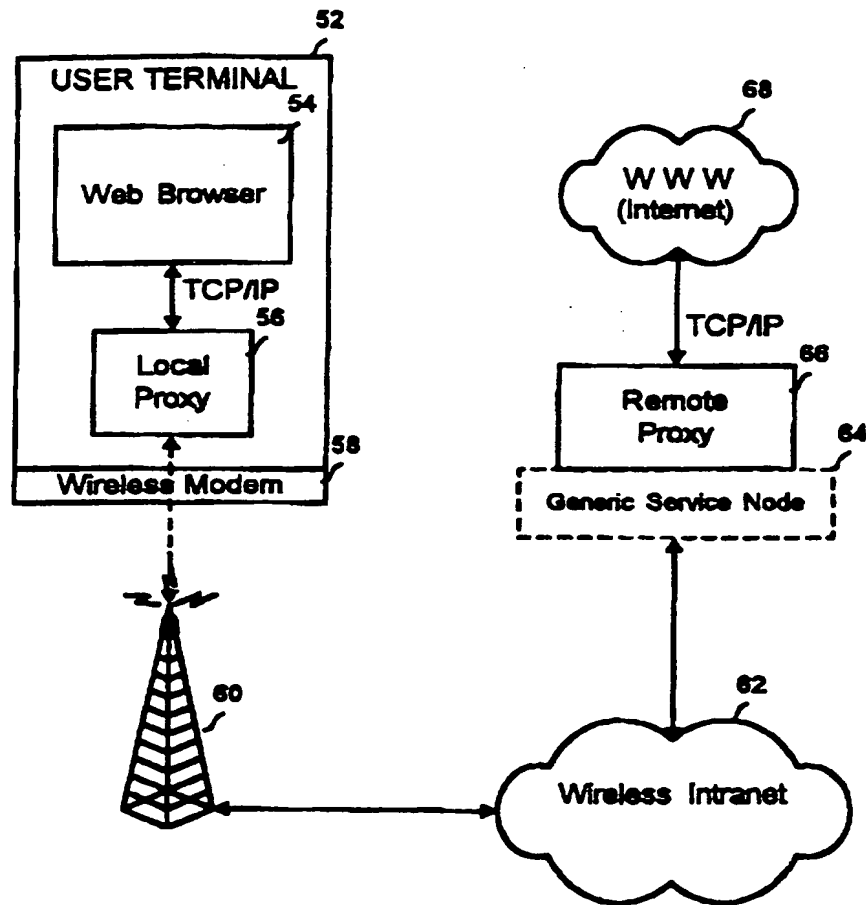 52
USER TERMINAL
54
Web Browser
TCP/IP
56
Local
Proxy
58
Wireless Modem
60
68
W W W
(Internet)
TCP/IP
66
Remote
Proxy
64
Generic Service Node
62
Wireless Intranet